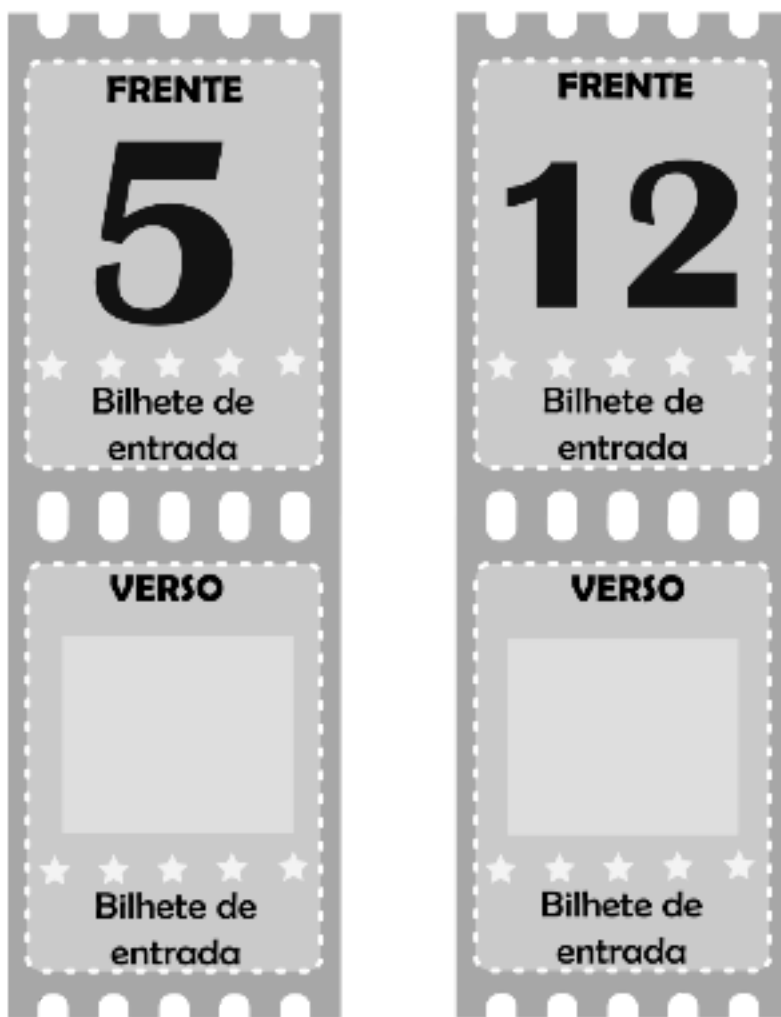 FRENTE
5
Bilhete de
entrada
VERSO
Bilhete de
entrada
FRENTE
12
Bilhete de
entrada
VERSO
Bilhete de
entrada